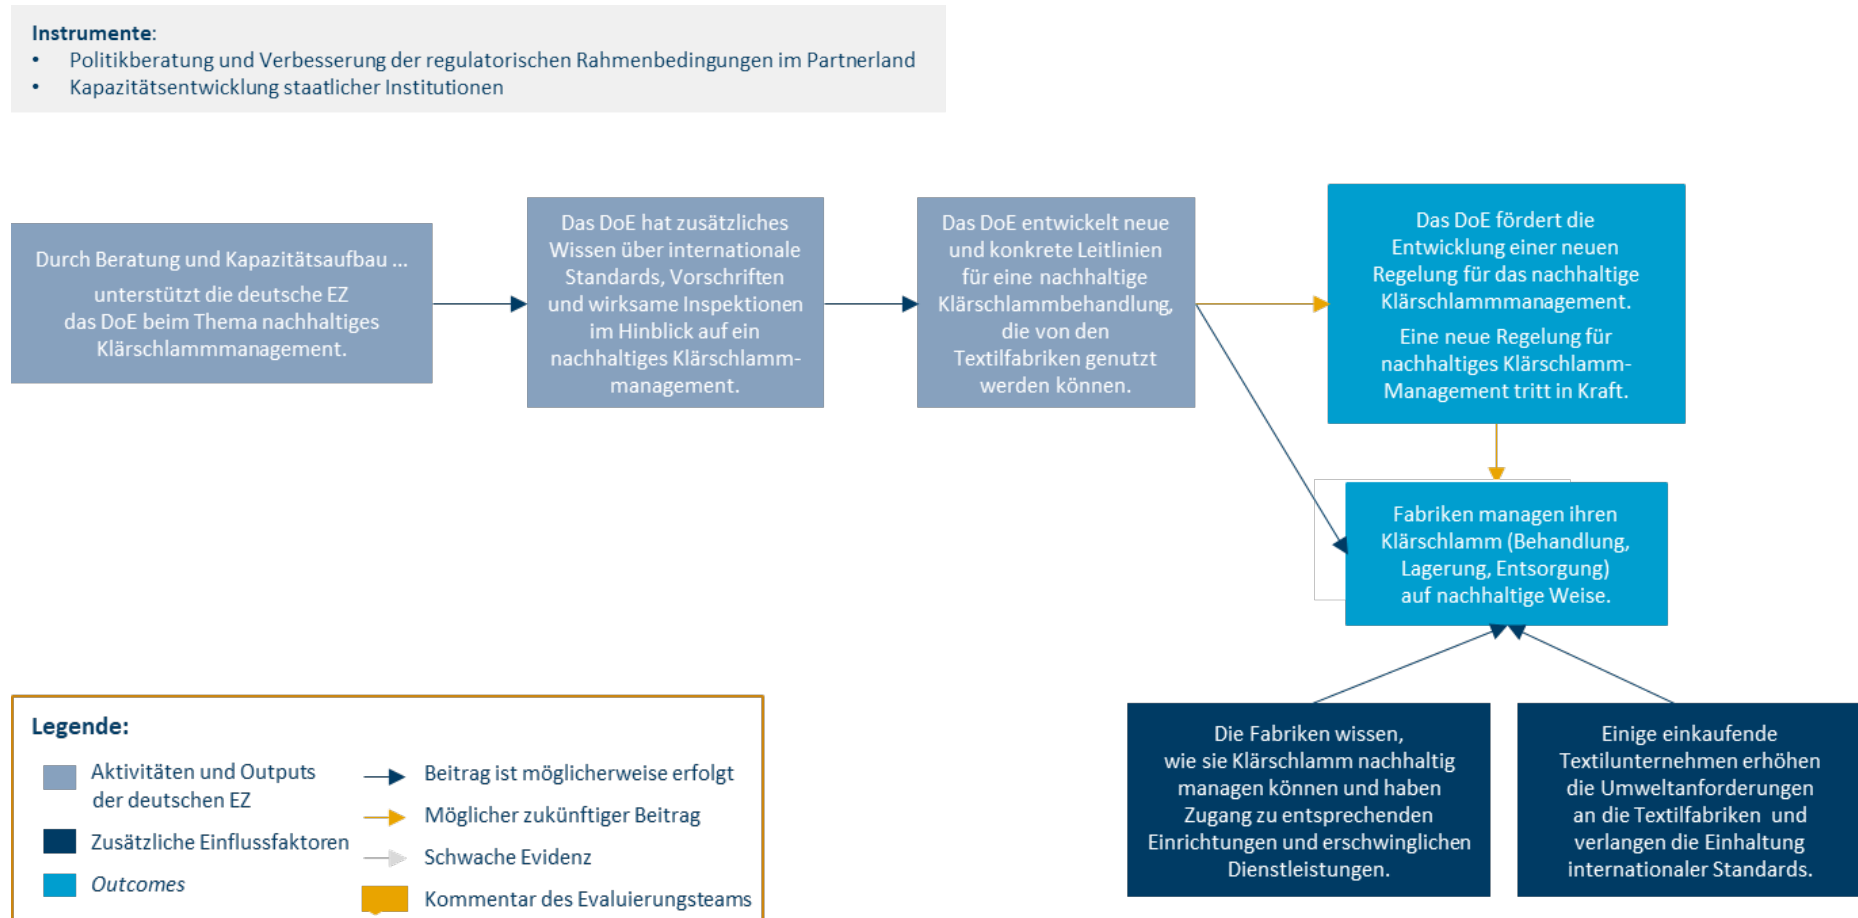 Instrumente:
• Politikberatung und Verbesserung der regulatorischen Rahmenbedingungen im Partnerland
• Kapazitätsentwicklung staatlicher Institutionen
Durch Beratung und Kapazitätsaufbau ...
unterstützt die deutsche EZ
das DoE beim Thema nachhaltiges
Klärschlammmanagement.
Das DoE hat zusätzliches
Wissen über internationale
Standards, Vorschriften
und wirksame Inspektionen
im Hinblick auf ein
nachhaltiges Klärschlamm-
management.
Das DoE entwickelt neue
und konkrete Leitlinien
für eine nachhaltige
Klärschlammbehandlung,
die von den
Textilfabriken genutzt
werden können.
Das DoE fördert die
Entwicklung einer neuen
Regelung für das nachhaltige
Klärschlammmanagement.
Eine neue Regelung für
nachhaltiges Klärschlamm-
Management tritt in Kraft.
Fabriken managen ihren
Klärschlamm (Behandlung,
Lagerung, Entsorgung)
auf nachhaltige Weise.
Die Fabriken wissen,
wie sie Klärschlamm nachhaltig
managen können und haben
Zugang zu entsprechenden
Einrichtungen und erschwinglichen
Dienstleistungen.
Einige einkaufende
Textilunternehmen erhöhen
die Umweltanforderungen
an die Textilfabriken und
verlangen die Einhaltung
internationaler Standards.
Legende:
Aktivitäten und Outputs
der deutschen EZ
Zusätzliche Einflussfaktoren
Outcomes
Beitrag ist möglicherweise erfolgt
Möglicher zukünftiger Beitrag
Schwache Evidenz
Kommentar des Evaluierungsteams